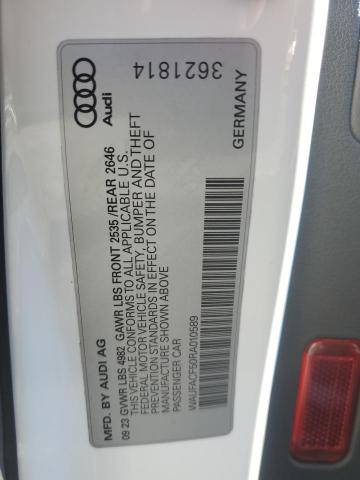 Audi
3621814
MFD. BY AUDI AG
GERMANY
09 23 GVWR LBS 4982 GAWR LBS FRONT 2535 /REAR 2646
THIS VEHICLE CONFORMS TO ALL APPLICABLE U.S.
FEDERAL MOTOR VEHICLE SAFETY, BUMPER AND THEFT
PREVENTION STANDARDS IN EFFECT ON THE DATE OF
MANUFACTURE SHOWN ABOVE
PASSENGER CAR
WAUFACF50RA010589